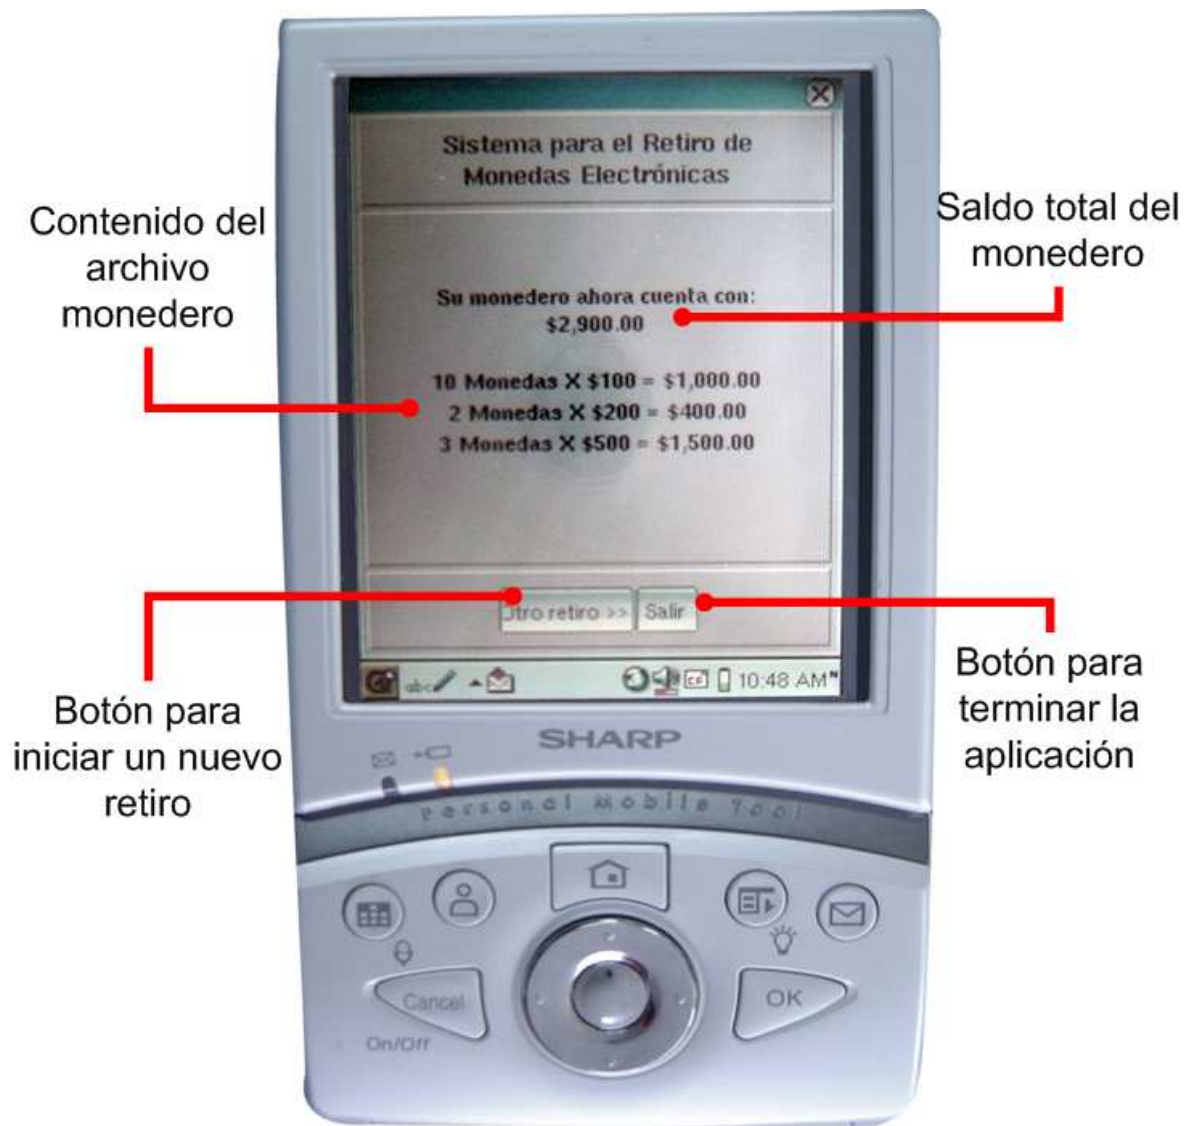 Sistema para el Retiro de
Monedas Electrónicas
Contenido del
archivo
monedero
Saldo total del
monedero
Su monedero ahora cuenta con:
$2,900.00
10 Monedas X $100 = $1,000.00
2 Monedas X $200 = $400.00
3 Monedas X $500 = $1,500.00
Otro retiro >>
Salir
10:48 AM
Botón para
iniciar un nuevo
retiro
Botón para
terminar la
aplicación
SHARP
Personal Mobile Tool
Cancel
OK
On/Off